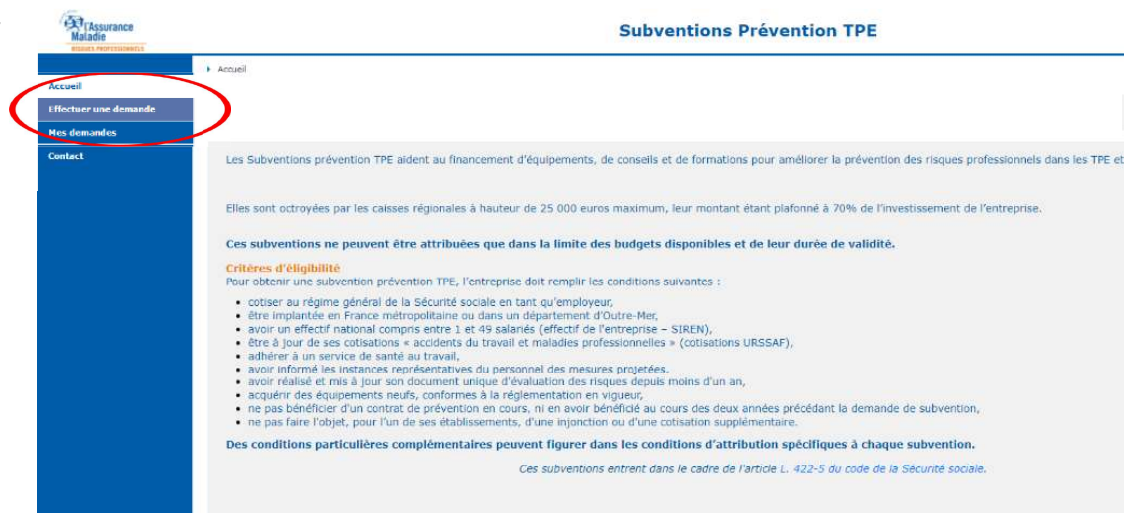 l'Assurance
Maladie
RISQUES PROFESSIONNELS
Subventions Prévention TPE
Accueil
Accueil
Effectuer une demande
Mes demandes
Contact
Les Subventions prévention TPE aident au financement d'équipements, de conseils et de formations pour améliorer la prévention des risques professionnels dans les TPE et
Elles sont octroyées par les caisses régionales à hauteur de 25 000 euros maximum, leur montant étant plafonné à 70% de l'investissement de l'entreprise.
Ces subventions ne peuvent être attribuées que dans la limite des budgets disponibles et de leur durée de validité.
Critères d'éligibilité
Pour obtenir une subvention prévention TPE, l'entreprise doit remplir les conditions suivantes :
• cotiser au régime général de la Sécurité sociale en tant qu'employeur,
• être implantée en France métropolitaine ou dans un département d'Outre-Mer,
• avoir un effectif national compris entre 1 et 49 salariés (effectif de l'entreprise – SIREN),
• être à jour de ses cotisations « accidents du travail et maladies professionnelles » (cotisations URSSAF),
• adhérer à un service de santé au travail,
• avoir informé les instances représentatives du personnel des mesures projetées.
• avoir réalisé et mis à jour son document unique d'évaluation des risques depuis moins d'un an,
• acquérir des équipements neufs, conformes à la réglementation en vigueur,
• ne pas bénéficier d'un contrat de prévention en cours, ni en avoir bénéficié au cours des deux années précédant la demande de subvention,
• ne pas faire l'objet, pour l'un de ses établissements, d'une injonction ou d'une cotisation supplémentaire.
Des conditions particulières complémentaires peuvent figurer dans les conditions d'attribution spécifiques à chaque subvention.
Ces subventions entrent dans le cadre de l'article L. 422-5 du code de la Sécurité sociale.